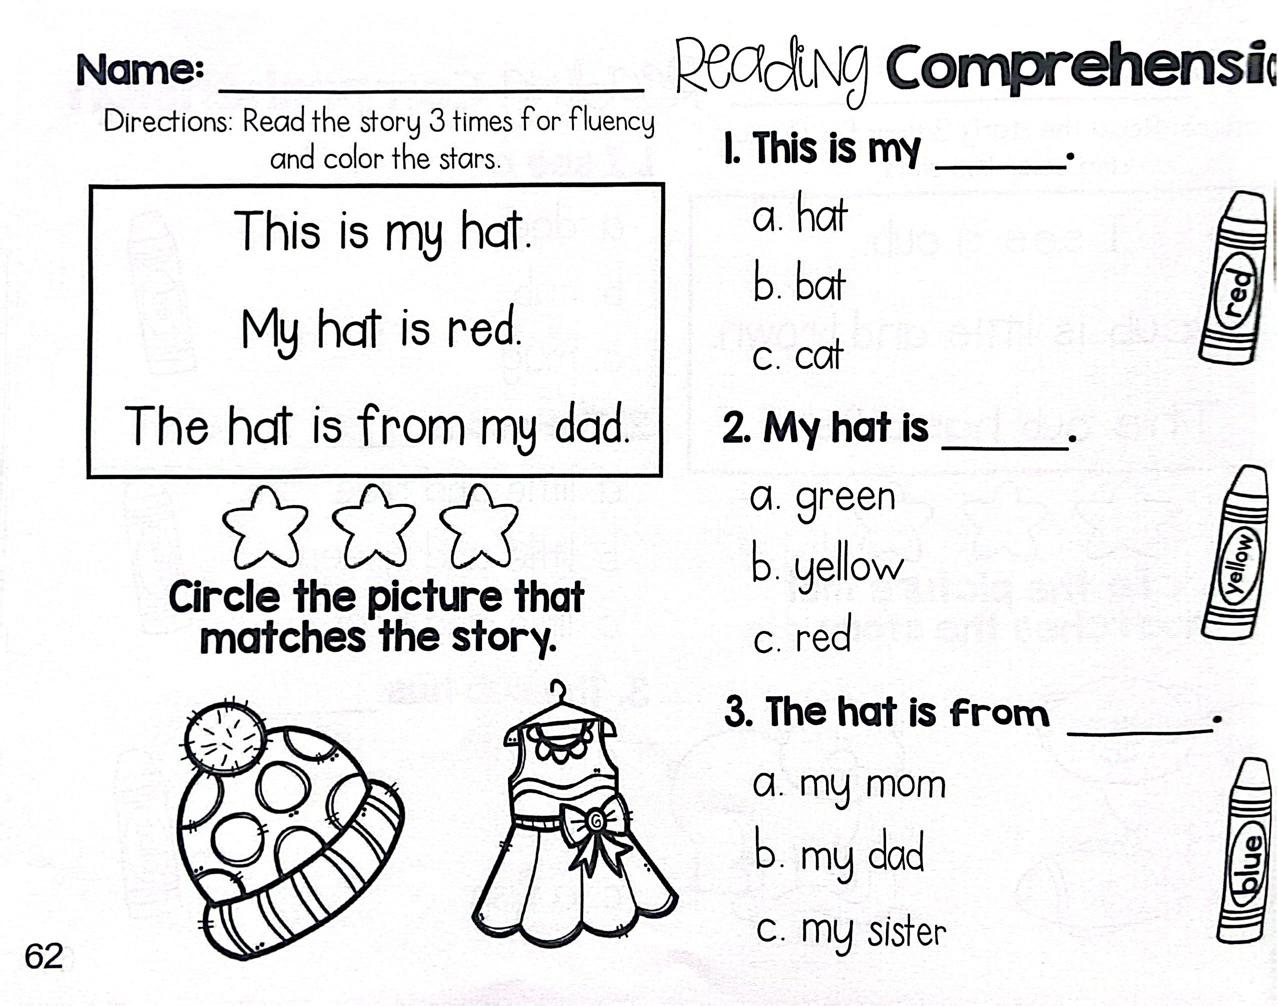 Name:
Directions: Read the story 3 times for fluency
and color the stars.
This is my hat.
My hat is red.
The hat is from my dad.
Circle the picture that
matches the story.
62
Reading Comprehensi
1. This is my ______.
a. hat
b. bat
c. cat
red
2. My hat is ______.
a. green
b. yellow
c. red
yellow
3. The hat is from ______.
a. my mom
b. my dad
c. my sister
blue